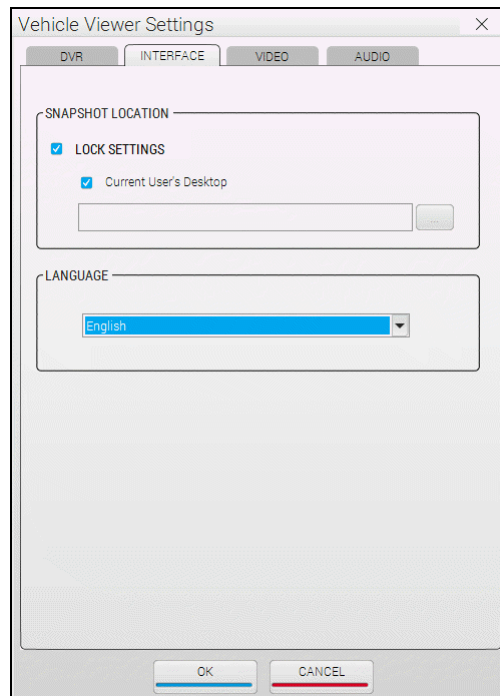 Vehicle Viewer Settings
DVR INTERFACE VIDEO AUDIO
SNAPSHOT LOCATION
LOCK SETTINGS
Current User's Desktop
...
LANGUAGE
English
OK CANCEL